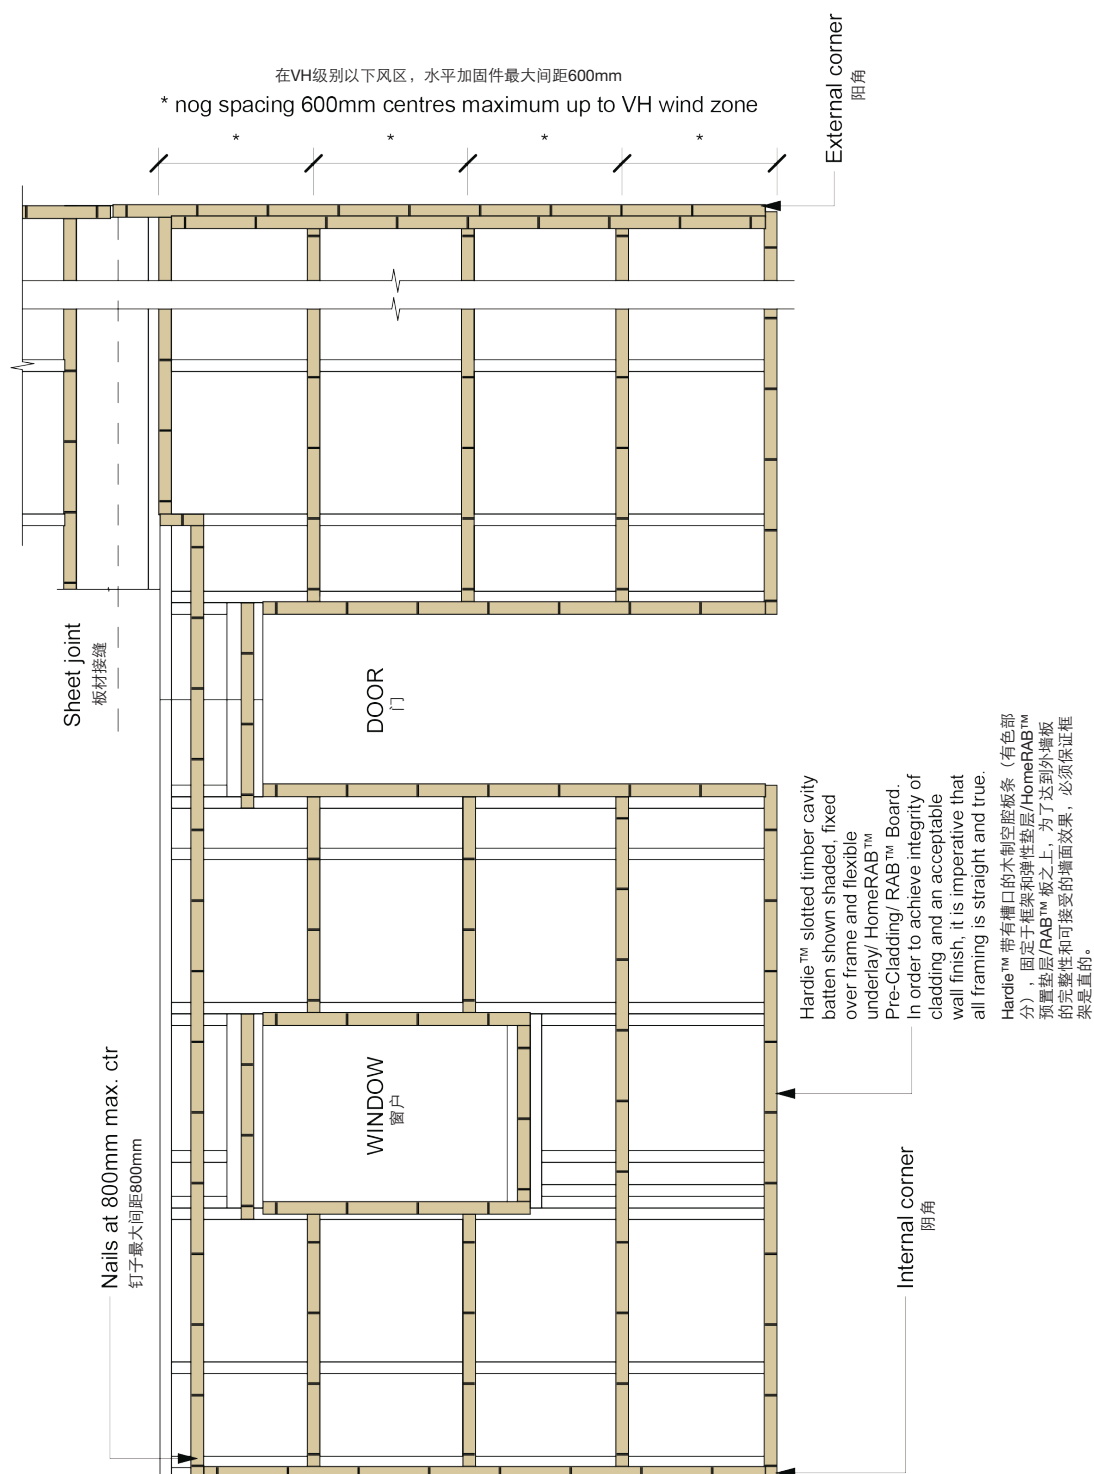 在VH级别以下风区，水平加固件最大间距600mm
* nog spacing 600mm centres maximum up to VH wind zone
* * * *
External corner
阳角
Sheet joint
板材接缝
DOOR
门
WINDOW
窗户
Nails at 800mm max. ctr
钉子最大间距800mm
Hardie™ slotted timber cavity
batten shown shaded, fixed
over frame and flexible
underlay/ HomeRAB™
Pre-Cladding/ RAB™ Board.
In order to achieve integrity of
cladding and an acceptable
wall finish, it is imperative that
all framing is straight and true.
Hardie™ 带有槽口的木制空腔板条（有色部
分），固定于框架和弹性垫层/HomeRAB™
预置垫层/RAB™ 板之上，为了达到外墙板
的完整性和可接受的墙面效果，必须保证框
架是直的。
Internal corner
阴角